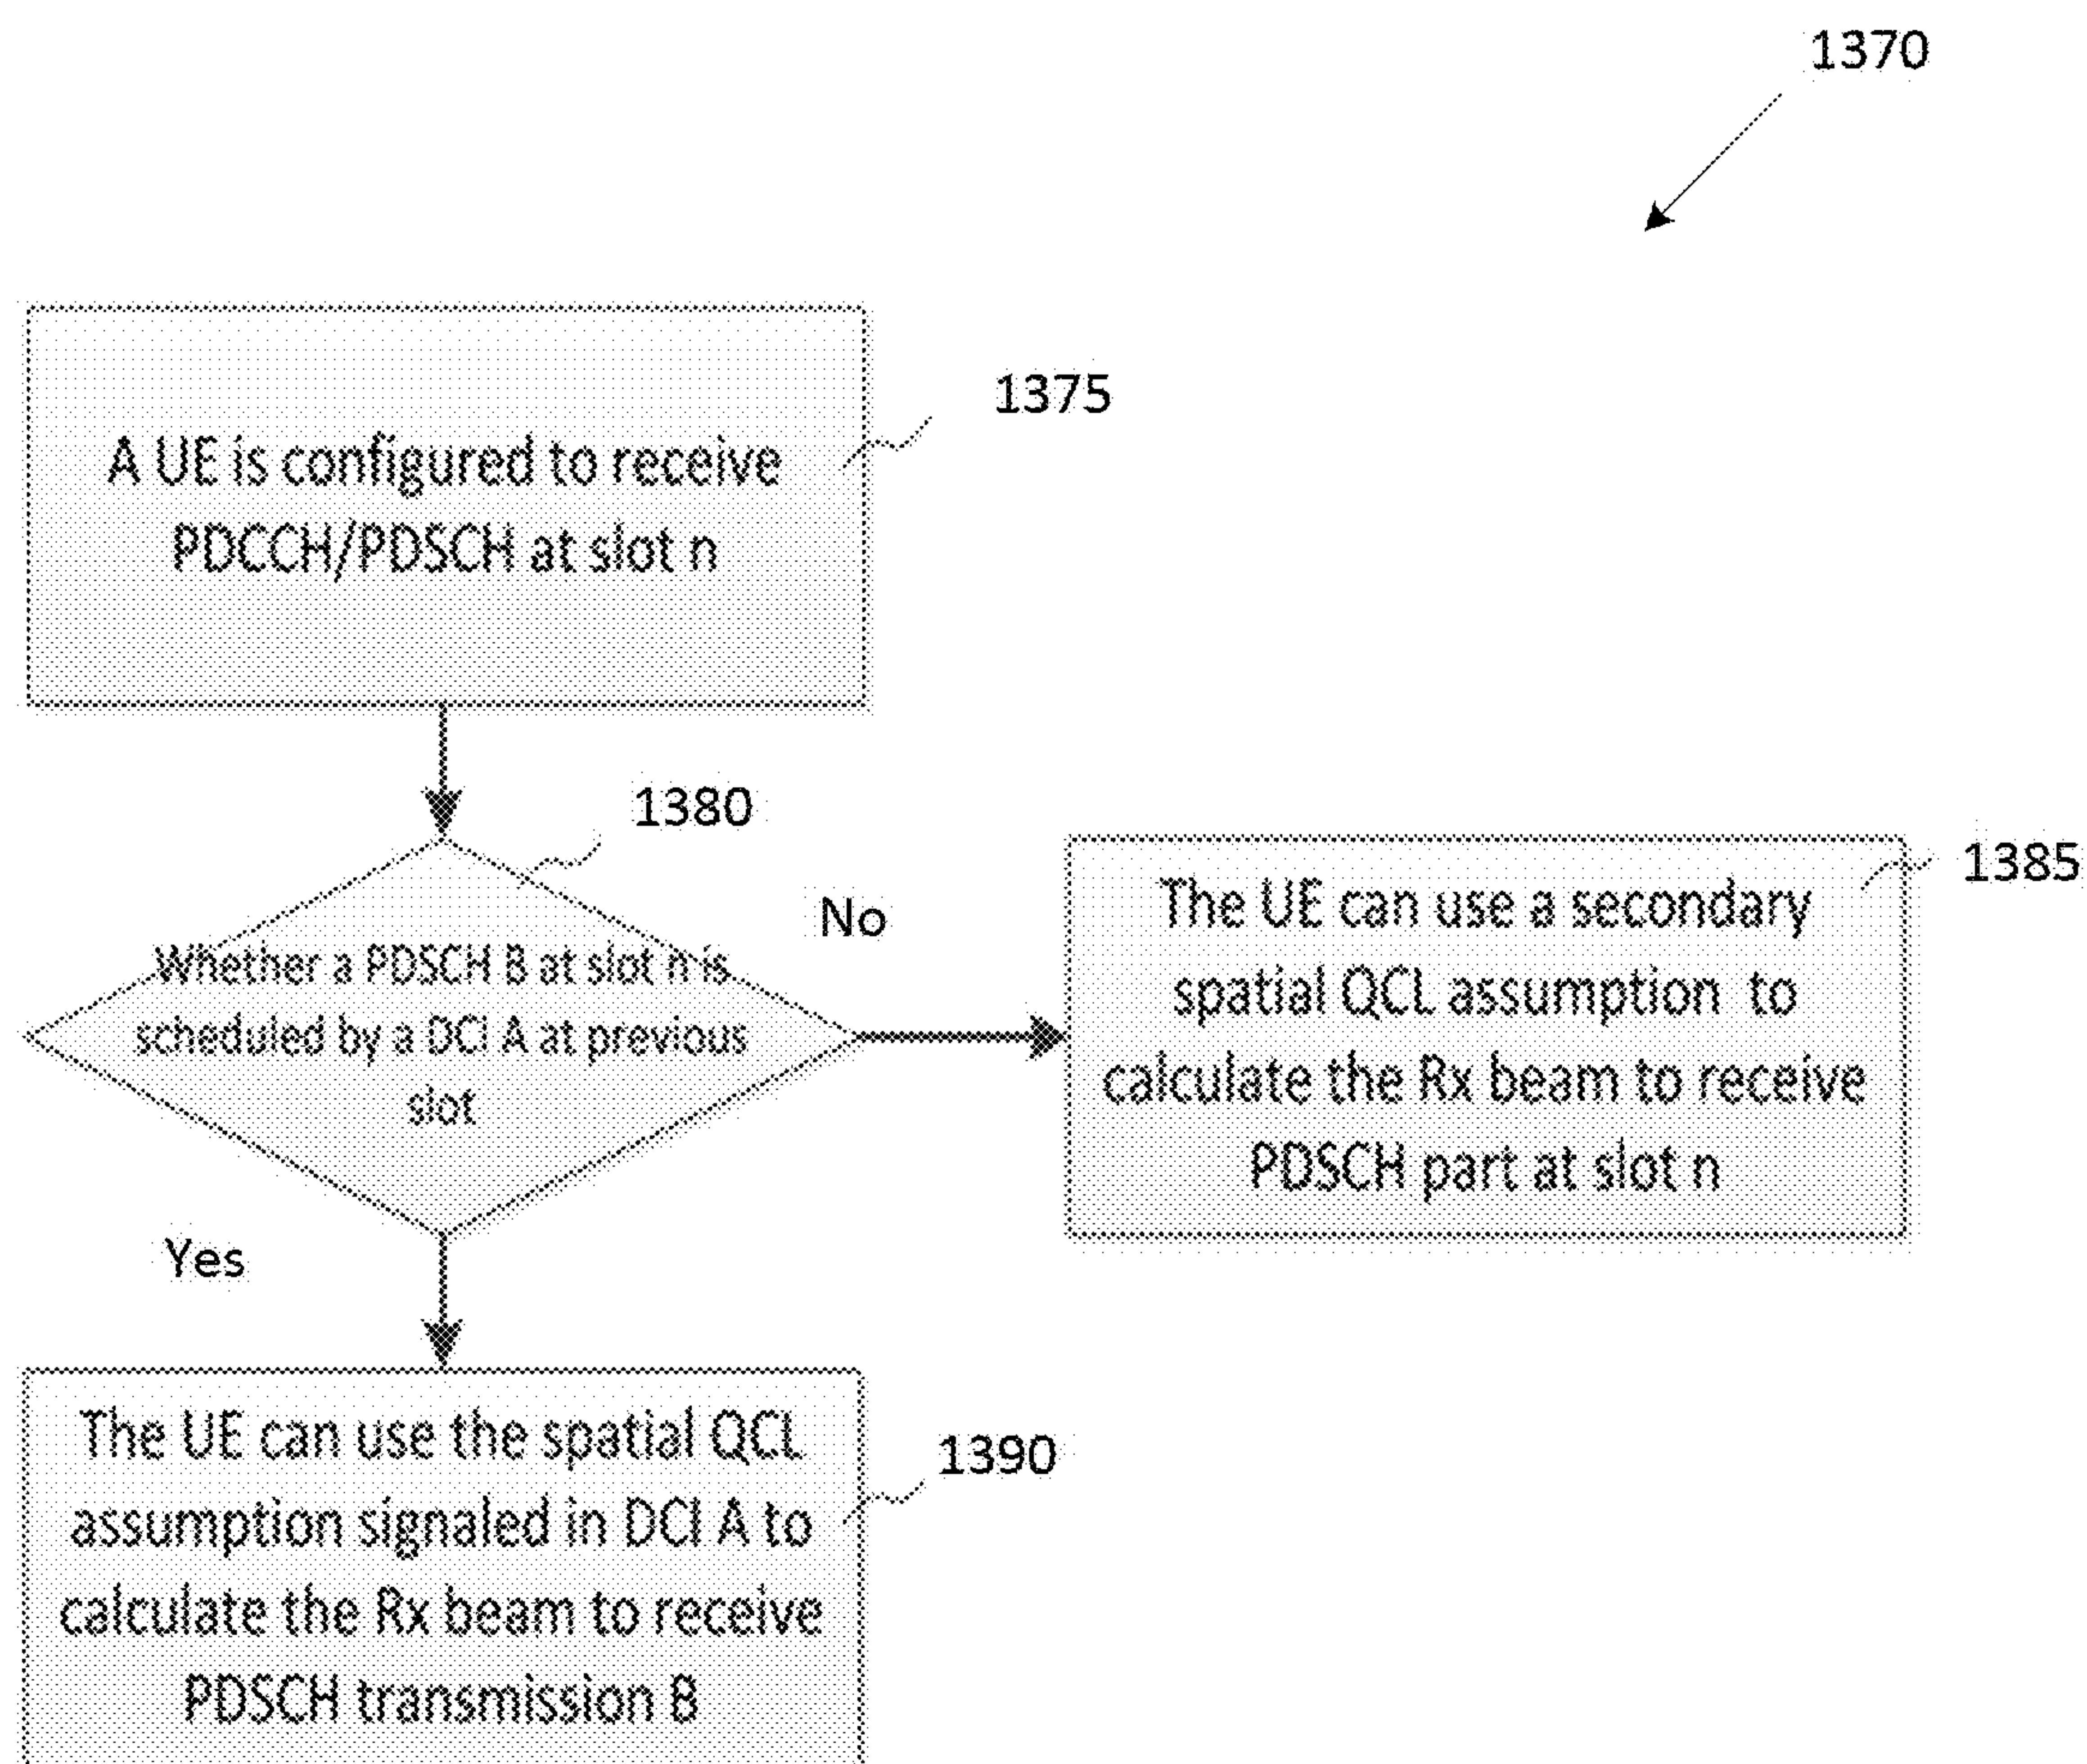 1370
1375
A UE is configured to receive
PDCCH/PDSCH at slot n
1380
No
Whether a PDSCH B at slot n is
scheduled by a DCI A at previous
slot
1385
The UE can use a secondary
spatial QCL assumption to
calculate the Rx beam to receive
PDSCH part at slot n
Yes
1390
The UE can use the spatial QCL
assumption signaled in DCI A to
calculate the Rx beam to receive
PDSCH transmission B